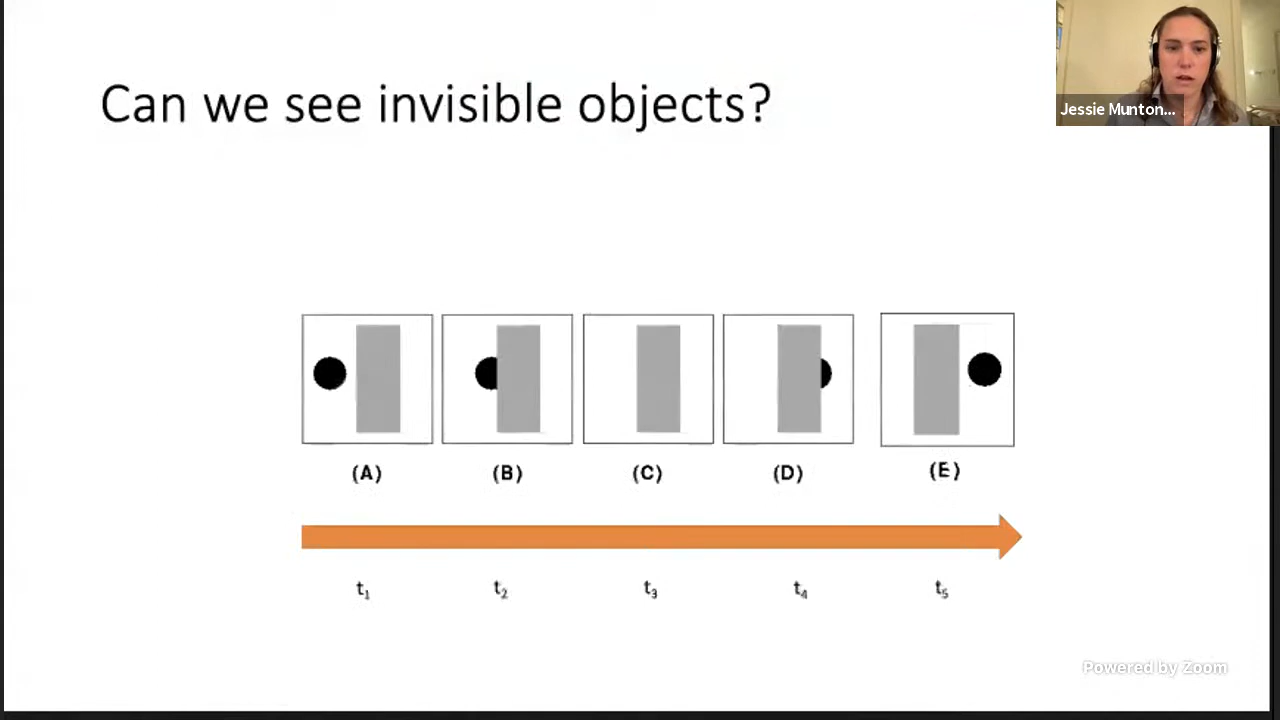 Can we see invisible objects?
Jessie Munton...
(A) (B) (C) (D) (E)
t₁ t₂ t₃ t₄ t₅
Powered by Zoom